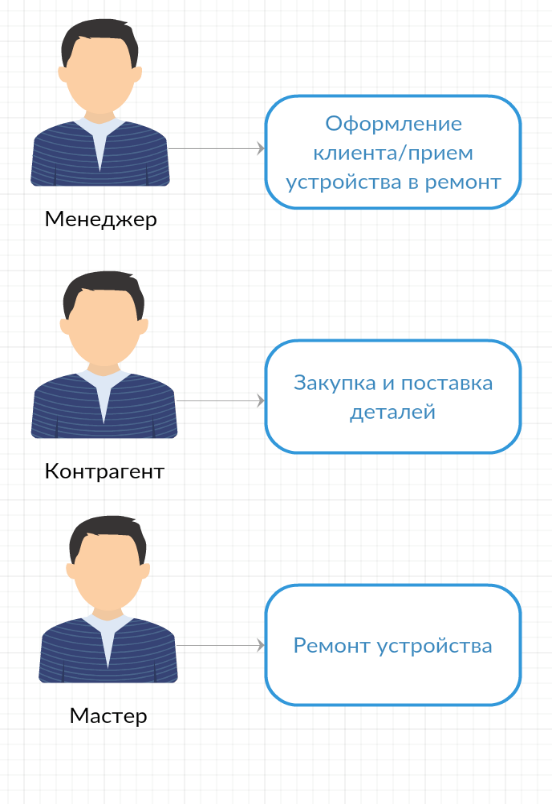 Оформление
клиента/прием
устройства в ремонт
Менеджер
Закупка и поставка
деталей
Контрагент
Ремонт устройства
Мастер